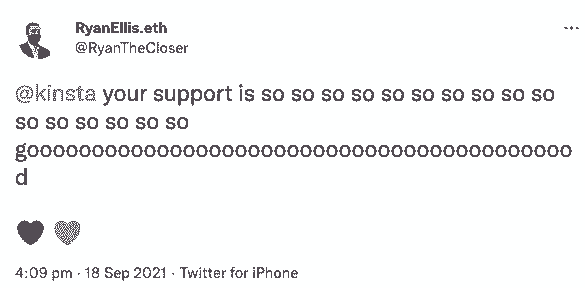 RyanEllis.eth
@RyanTheCloser
@kinsta your support is so so so so so so so so so so
so so so so so so
gooooooooooooooooooooooooooooooooooooooooooo
d
4:09 pm · 18 Sep 2021 · Twitter for iPhone